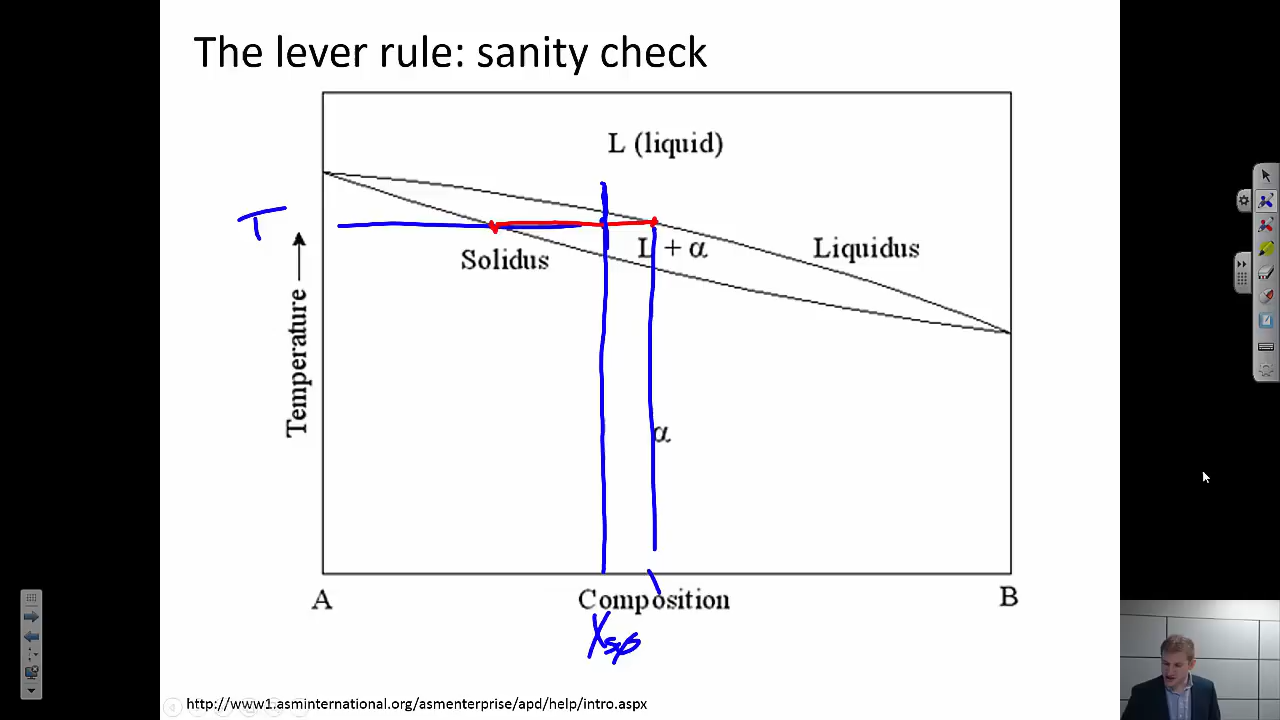 The lever rule: sanity check
L (liquid)
T
L + α
Liquidus
Solidus
Temperature
α
A
Composition
B
Xsys
http://www1.asminternational.org/asmenterprise/apd/help/intro.aspx